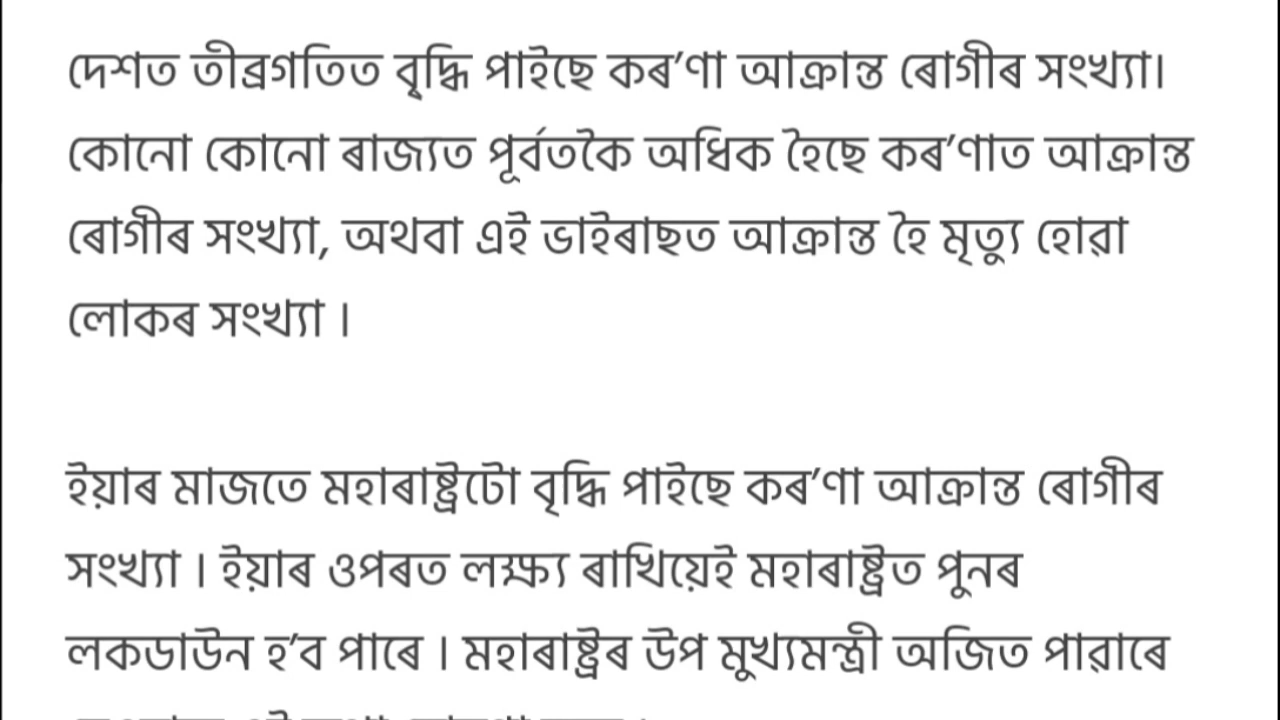 দেশত তীব্ৰগতিত বৃ্দ্ধি পাইছে কৰ’ণা আক্ৰান্ত ৰোগীৰ সংখ্যা।
কোনো কোনো ৰাজ্যত পূৰ্বতকৈ অধিক হৈছে কৰ’ণাত আক্ৰান্ত
ৰোগীৰ সংখ্যা, অথবা এই ভাইৰাছত আক্ৰান্ত হৈ মৃত্যু হোৱা
লোকৰ সংখ্যা ।
ইয়াৰ মাজতে মহাৰাষ্ট্ৰটো বৃদ্ধি পাইছে কৰ’ণা আক্ৰান্ত ৰোগীৰ
সংখ্যা । ইয়াৰ ওপৰত লক্ষ্য ৰাখিয়েই মহাৰাষ্ট্ৰত পুনৰ
লকডাউন হ’ব পাৰে । মহাৰাষ্ট্ৰৰ উপ মুখ্যমন্ত্ৰী অজিত পাৱাৰে